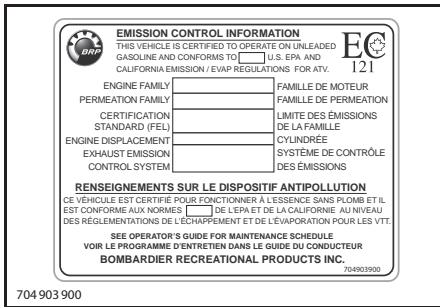 EMISSION CONTROL INFORMATION
THIS VEHICLE IS CERTIFIED TO OPERATE ON UNLEADED
GASOLINE AND CONFORMS TO U.S. EPA AND
CALIFORNIA EMISSION / EVAP REGULATIONS FOR ATV.
BRP
EC
121
ENGINE FAMILY FAMILLE DE MOTEUR
PERMEATION FAMILY FAMILLE DE PERMEATION
CERTIFICATION LIMITE DES ÉMISSIONS
STANDARD (FEL) DE LA FAMILLE
ENGINE DISPLACEMENT CYLINDRÉE
EXHAUST EMISSION SYSTÈME DE CONTRÔLE
CONTROL SYSTEM DES ÉMISSIONS
RENSEIGNEMENTS SUR LE DISPOSITIF ANTIPOLLUTION
CE VÉHICULE EST CERTIFIÉ POUR FONCTIONNER À L'ESSENCE SANS PLOMB ET IL
EST CONFORME AUX NORMES DE L'EPA ET DE LA CALIFORNIE AU NIVEAU
DES RÉGLEMENTATIONS DE L'ÉCHAPPEMENT ET DE L'ÉVAPORATION POUR LES VTT.
SEE OPERATOR'S GUIDE FOR MAINTENANCE SCHEDULE
VOIR LE PROGRAMME D'ENTRETIEN DANS LE GUIDE DU CONDUCTEUR
BOMBARDIER RECREATIONAL PRODUCTS INC.
704903900
704 903 900